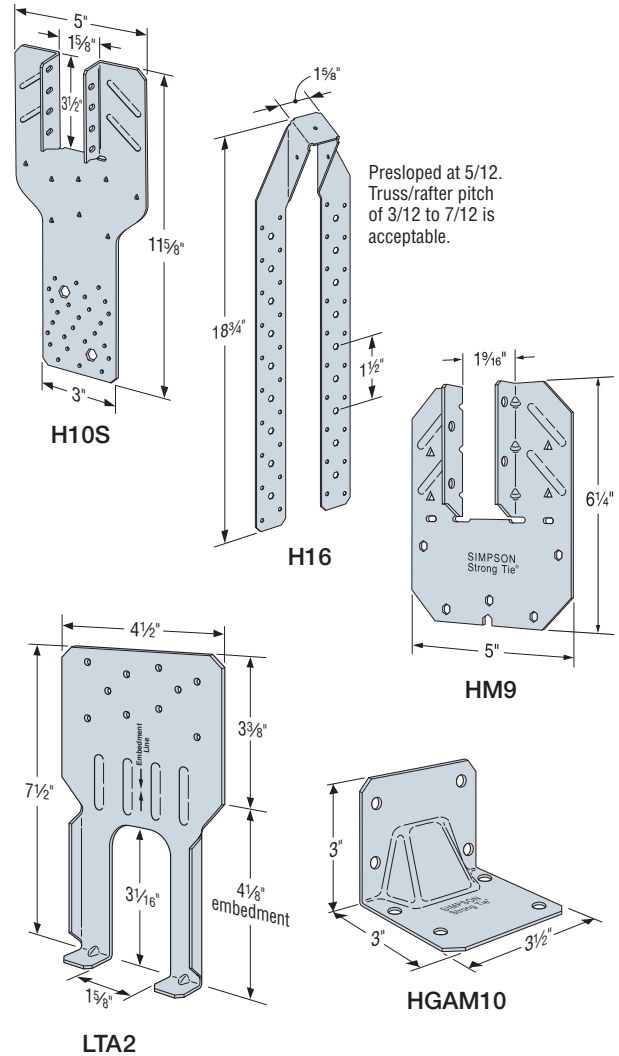 5"
1⅝"
3½"
11⅝"
3"
H10S
1⅝"
18¾"
1½"
Presloped at 5/12.
Truss/rafter pitch
of 3/12 to 7/12 is
acceptable.
H16
1⁹⁄₁₆"
6¼"
SIMPSON
Strong Tie®
5"
HM9
4½"
7½"
3⅜"
Embedment
Line
3¹⁄₁₆"
4⅛"
embedment
1⅝"
LTA2
3"
SIMPSON
Strong Tie®
3"
3½"
HGAM10